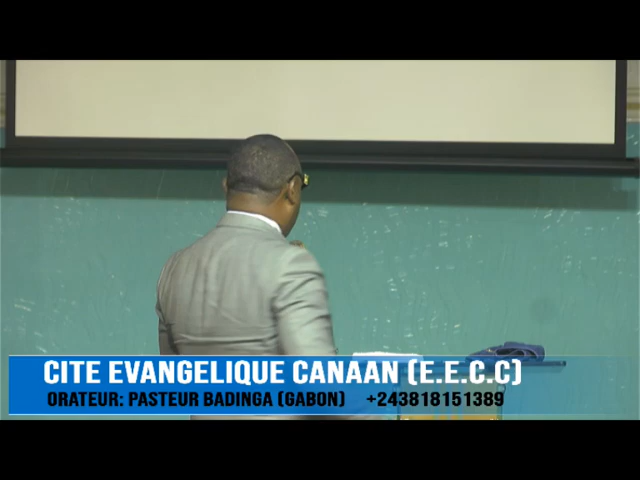 CITE EVANGELIQUE CANAAN (E.E.C.C)
ORATEUR: PASTEUR BADINGA (GABON) +243818151389